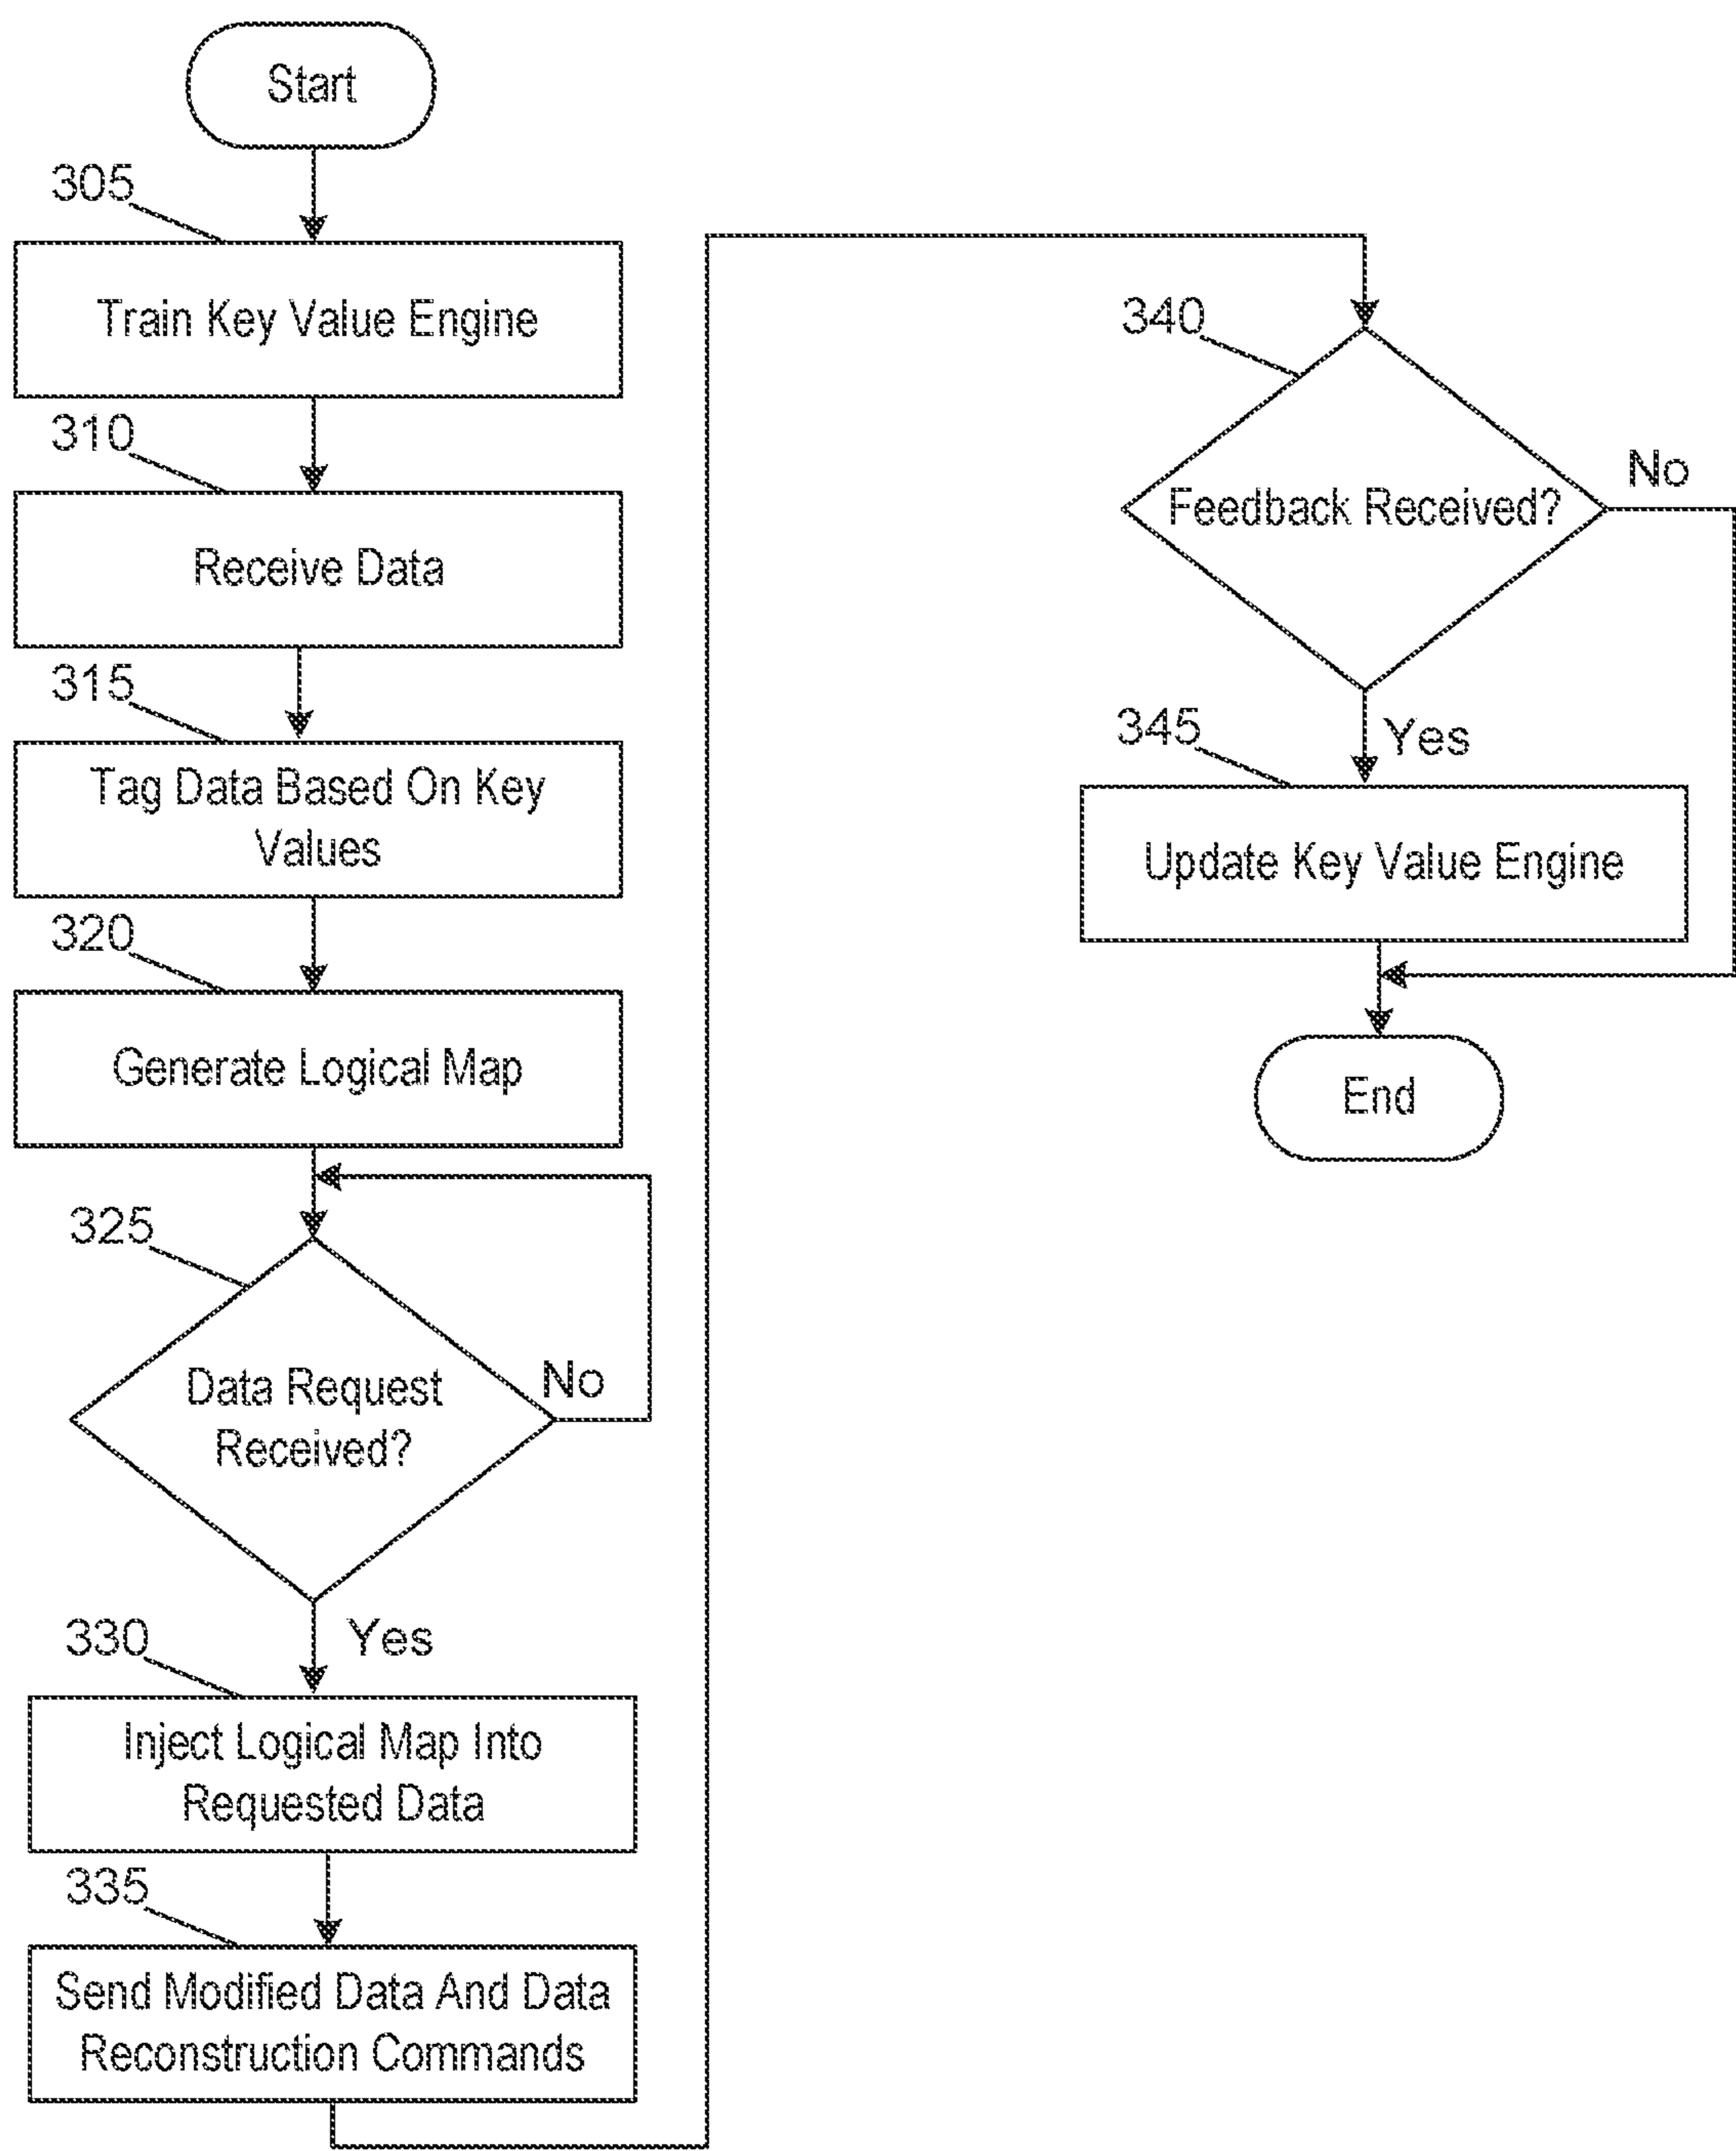 Start
305
Train Key Value Engine
310
Receive Data
315
Tag Data Based On Key
Values
320
Generate Logical Map
325
Data Request
Received?
No
Yes
330
Inject Logical Map Into
Requested Data
335
Send Modified Data And Data
Reconstruction Commands
340
Feedback Received?
No
Yes
345
Update Key Value Engine
End